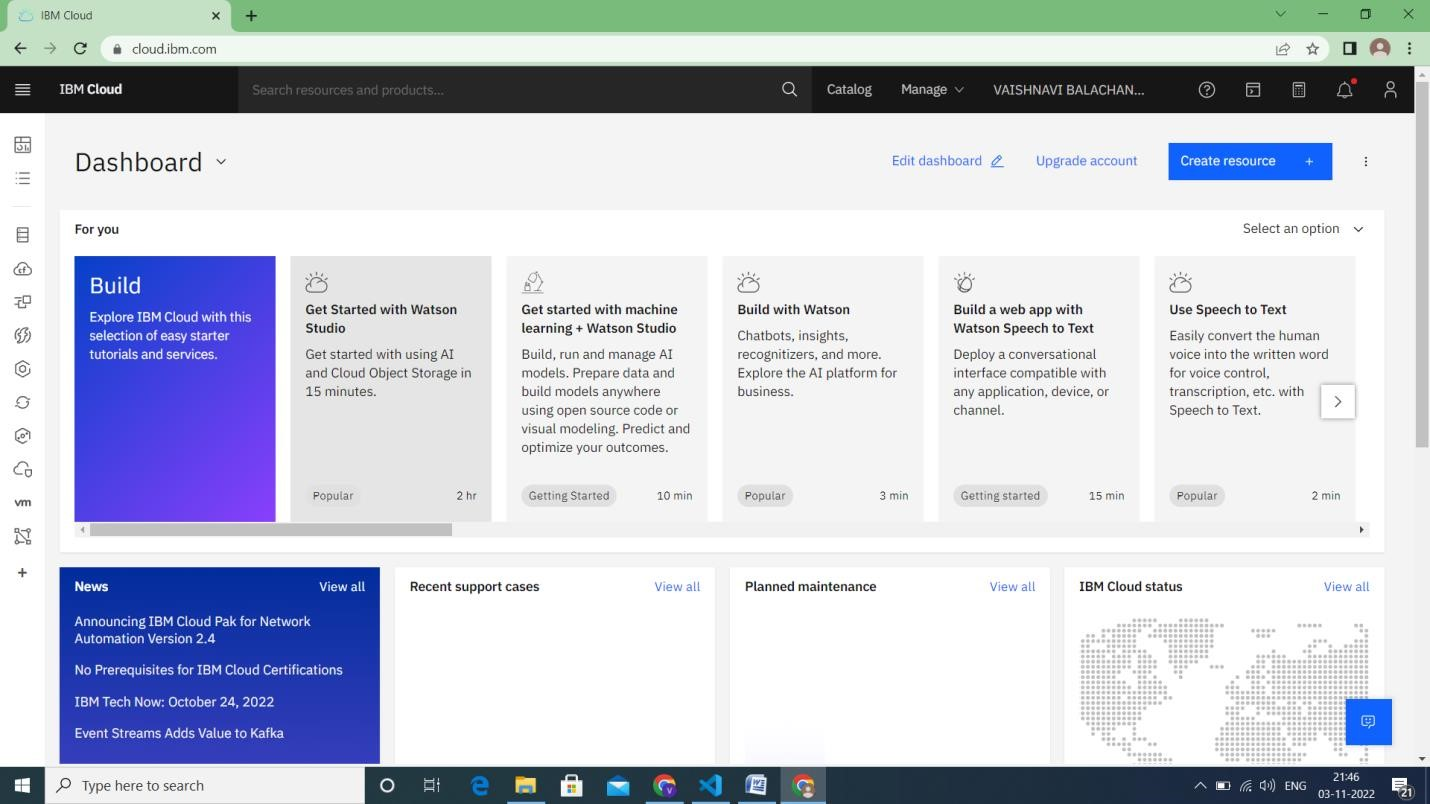 IBM Cloud
cloud.ibm.com
IBM Cloud
Search resources and products...
Catalog
Manage
VAISHNAVI BALACHAN...
Dashboard
Edit dashboard
Upgrade account
Create resource +
For you
Select an option
Build
Explore IBM Cloud with this
selection of easy starter
tutorials and services.
Get Started with Watson
Studio
Get started with using AI
and Cloud Object Storage in
15 minutes.
Popular
2 hr
Get started with machine
learning + Watson Studio
Build, run and manage AI
models. Prepare data and
build models anywhere
using open source code or
visual modeling. Predict and
optimize your outcomes.
Getting Started
10 min
Build with Watson
Chatbots, insights,
recognitizers, and more.
Explore the AI platform for
business.
Popular
3 min
Build a web app with
Watson Speech to Text
Deploy a conversational
interface compatible with
any application, device, or
channel.
Getting started
15 min
Use Speech to Text
Easily convert the human
voice into the written word
for voice control,
transcription, etc. with
Speech to Text.
Popular
2 min
vm
News
View all
Announcing IBM Cloud Pak for Network
Automation Version 2.4
No Prerequisites for IBM Cloud Certifications
IBM Tech Now: October 24, 2022
Event Streams Adds Value to Kafka
Recent support cases
View all
Planned maintenance
View all
IBM Cloud status
View all
Type here to search
ENG
21:46
03-11-2022
21